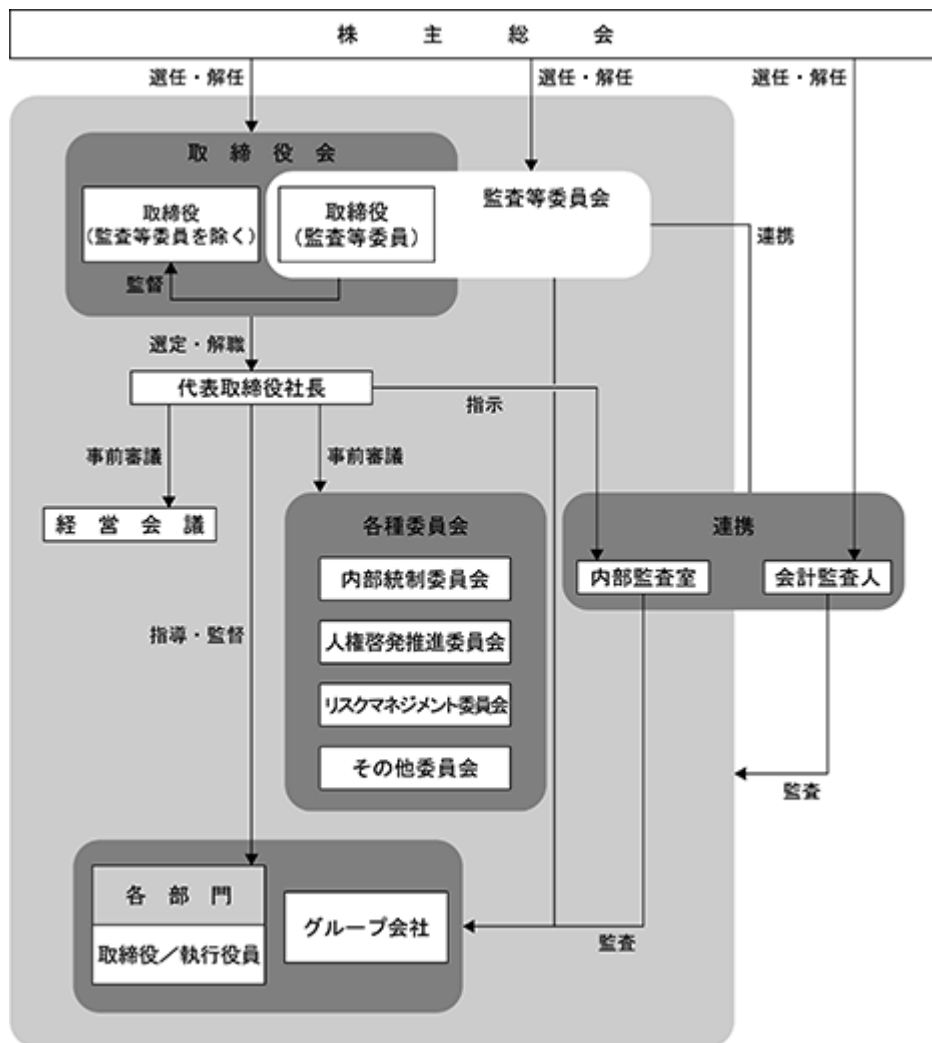 株主総会
選任・解任
選任・解任
選任・解任
取締役会
取締役
(監査等委員を除く)
取締役
(監査等委員)
監査等委員会
連携
監督
選定・解職
代表取締役社長
指示
事前審議
事前審議
経営会議
各種委員会
連携
内部統制委員会
内部監査室
会計監査人
人権啓発推進委員会
指導・監督
リスクマネジメント委員会
その他委員会
監査
各部門
取締役/執行役員
グループ会社
監査